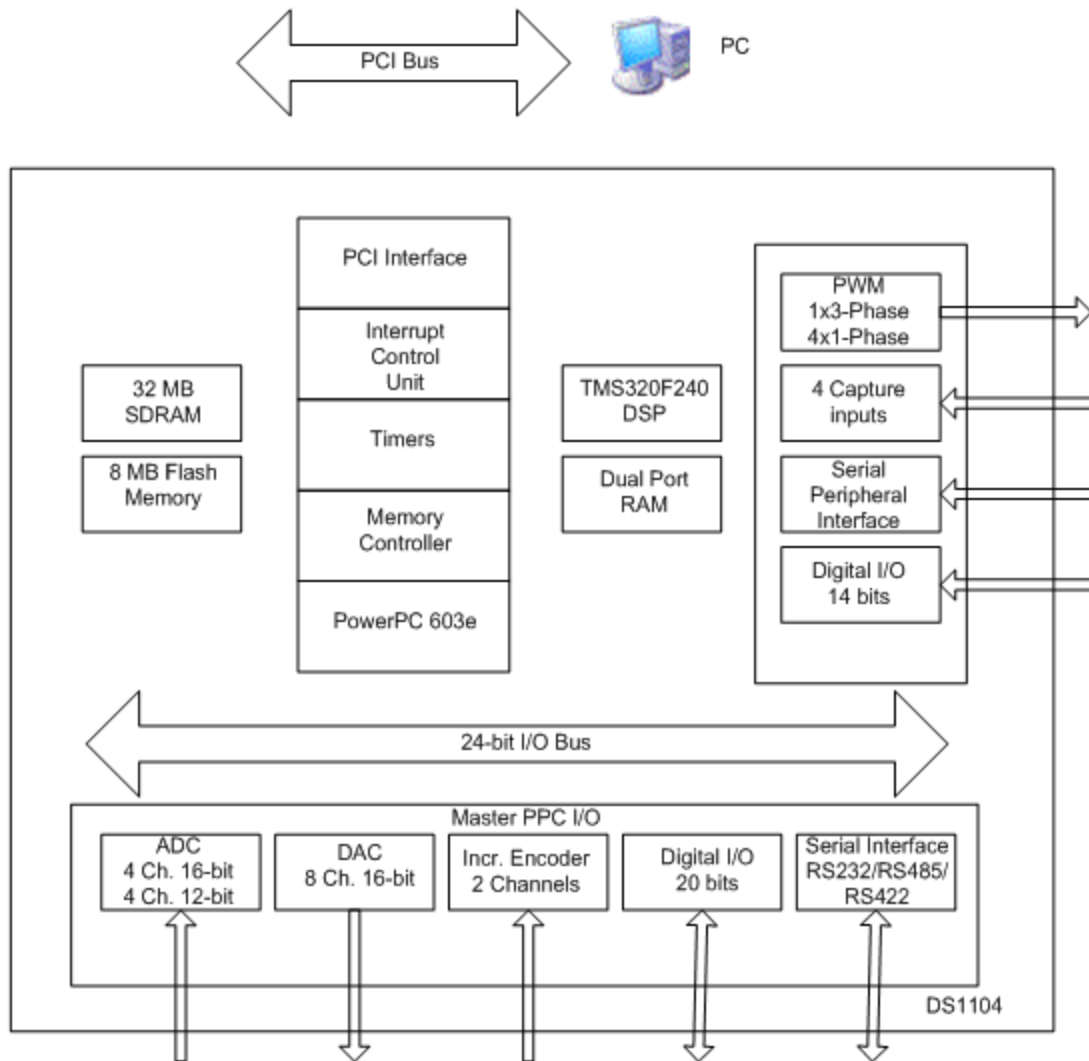 PCI Bus
PC
PCI Interface
Interrupt
Control
Unit
Timers
Memory
Controller
PowerPC 603e
32 MB
SDRAM
8 MB Flash
Memory
TMS320F240
DSP
Dual Port
RAM
PWM
1x3-Phase
4x1-Phase
4 Capture
inputs
Serial
Peripheral
Interface
Digital I/O
14 bits
24-bit I/O Bus
Master PPC I/O
ADC
4 Ch. 16-bit
4 Ch. 12-bit
DAC
8 Ch. 16-bit
Incr. Encoder
2 Channels
Digital I/O
20 bits
Serial Interface
RS232/RS485/
RS422
DS1104